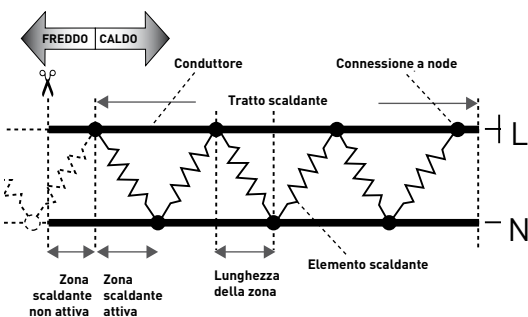 FREDDO CALDO
Conduttore
Connessione a node
Tratto scaldante
L
N
Elemento scaldante
Zona
scaldante
non attiva
Zona
scaldante
attiva
Lunghezza
della zona